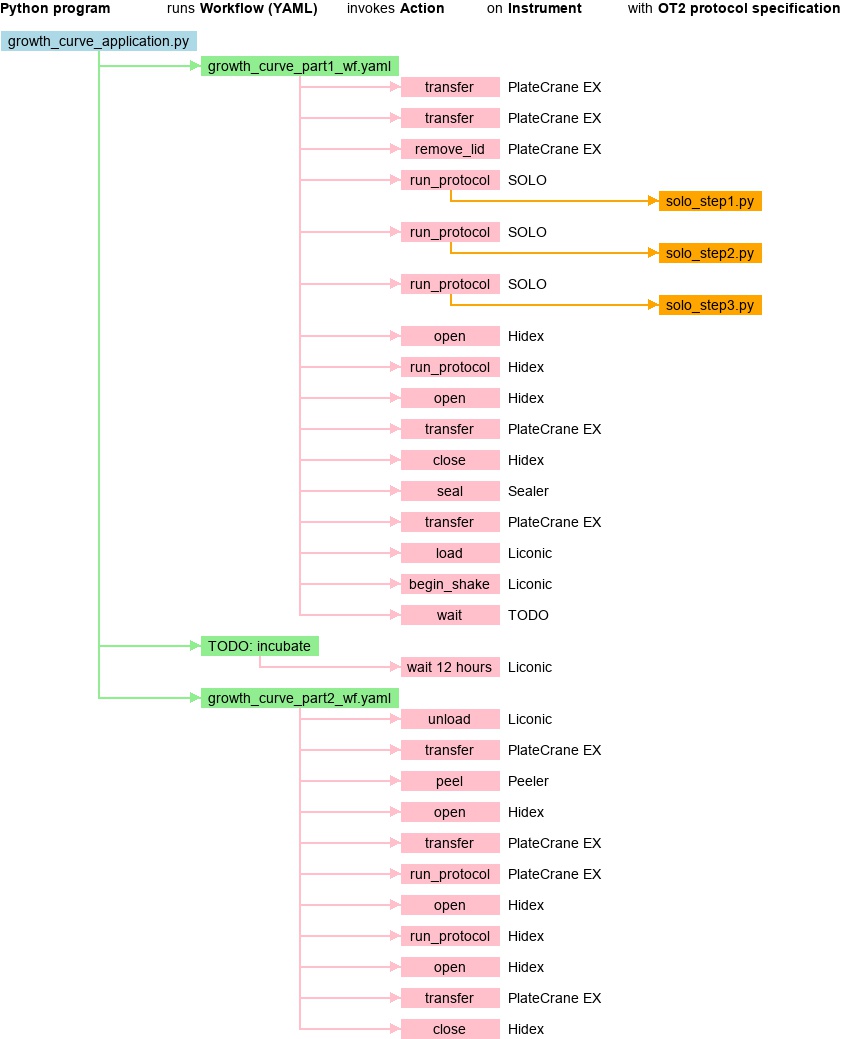 Python program runs Workflow (YAML) invokes Action on Instrument with OT2 protocol specification
growth_curve_application.py
growth_curve_part1_wf.yaml
transfer PlateCrane EX
transfer PlateCrane EX
remove_lid PlateCrane EX
run_protocol SOLO
solo_step1.py
run_protocol SOLO
solo_step2.py
run_protocol SOLO
solo_step3.py
open Hidex
run_protocol Hidex
open Hidex
transfer PlateCrane EX
close Hidex
seal Sealer
transfer PlateCrane EX
load Liconic
begin_shake Liconic
wait TODO
TODO: incubate
wait 12 hours Liconic
growth_curve_part2_wf.yaml
unload Liconic
transfer PlateCrane EX
peel Peeler
open Hidex
transfer PlateCrane EX
run_protocol PlateCrane EX
open Hidex
run_protocol Hidex
open Hidex
transfer PlateCrane EX
close Hidex